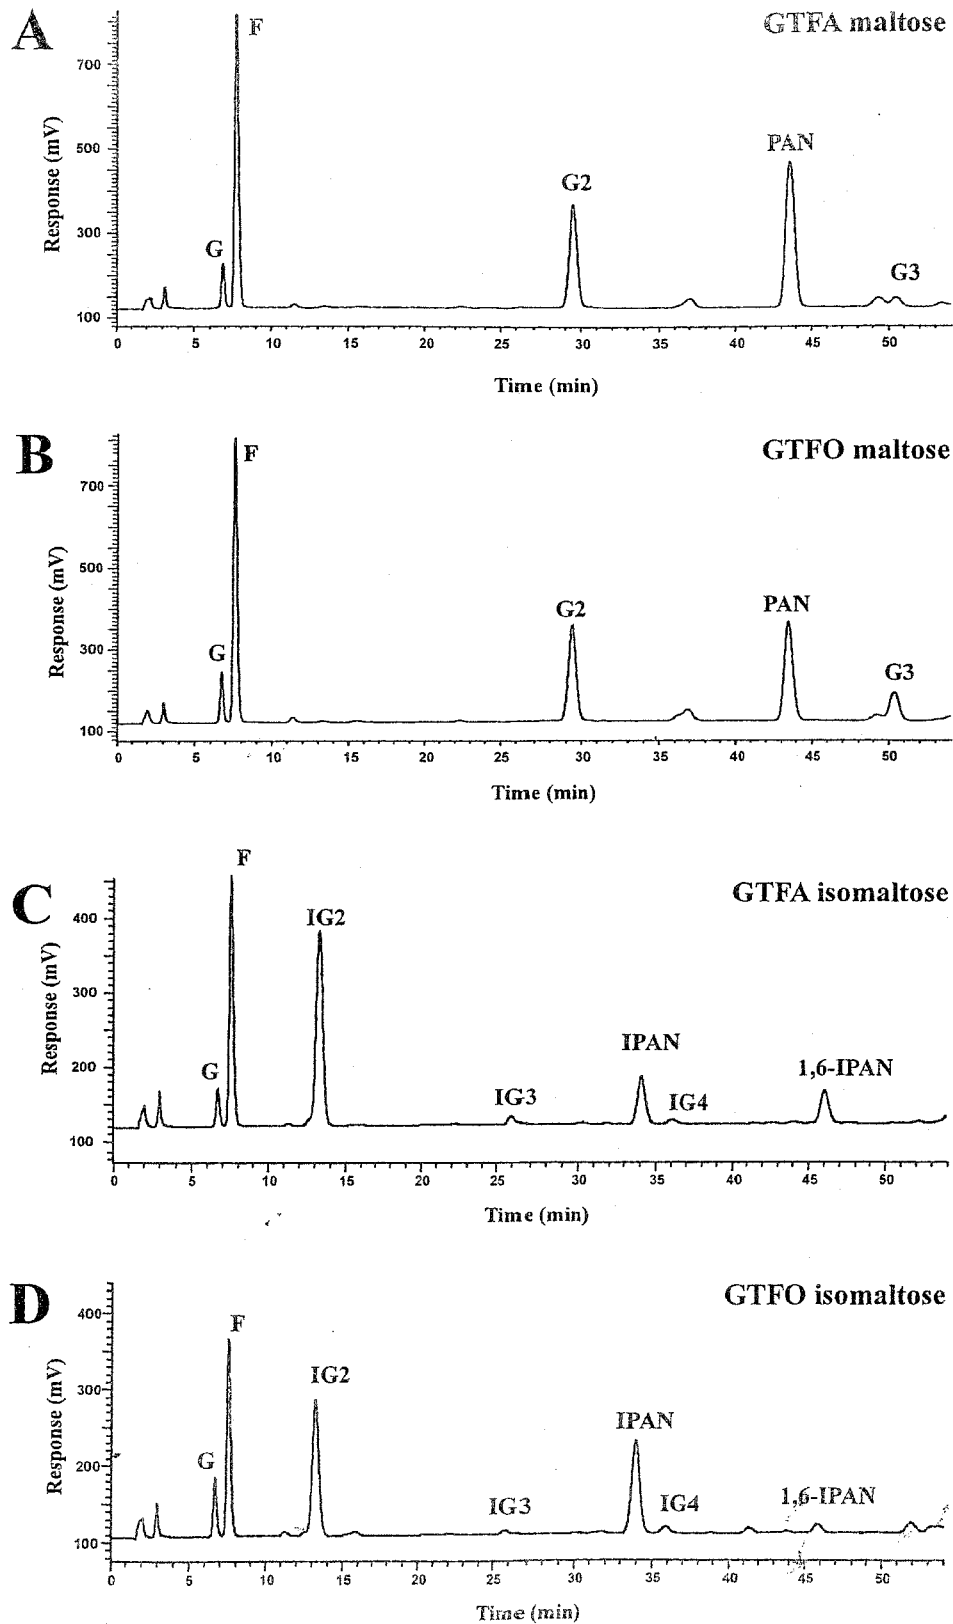 A
GTFA maltose
F
700
Response (mV)
500
PAN
G2
300
G
G3
100
0 5 10 15 20 25 30 35 40 45 50
Time (min)
B
GTFO maltose
F
700
Response (mV)
500
G2
PAN
300
G
G3
100
0 5 10 15 20 25 30 35 40 45 50
Time (min)
C
GTFA isomaltose
F
400
IG2
Response (mV)
300
200
G
IPAN
1,6-IPAN
IG3
IG4
100
0 5 10 15 20 25 30 35 40 45 50
Time (min)
D
GTFO isomaltose
400
F
IG2
Response (mV)
300
IPAN
200
G
IG3
IG4
1,6-IPAN
100
0 5 10 15 20 25 30 35 40 45 50
Time (min)